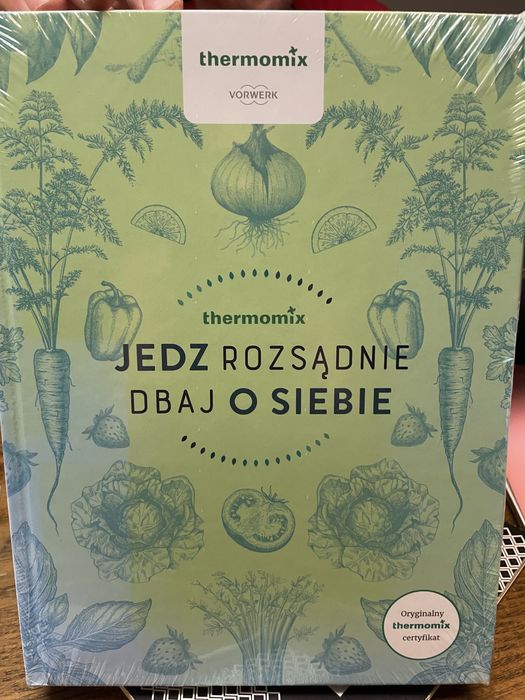 thermomix
VORWERK
thermomix
JEDZ ROZSĄDNIE
DBAJ O SIEBIE
Oryginalny
thermomix
certyfikat